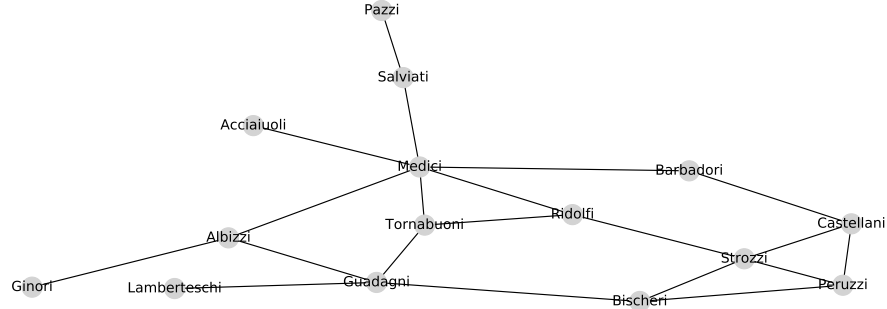 Pazzi
Salviati
Acciaiuoli
Medici
Barbadori
Ridolfi
Castellani
Tornabuoni
Albizzi
Strozzi
Guadagni
Peruzzi
Ginori
Lamberteschi
Bischeri